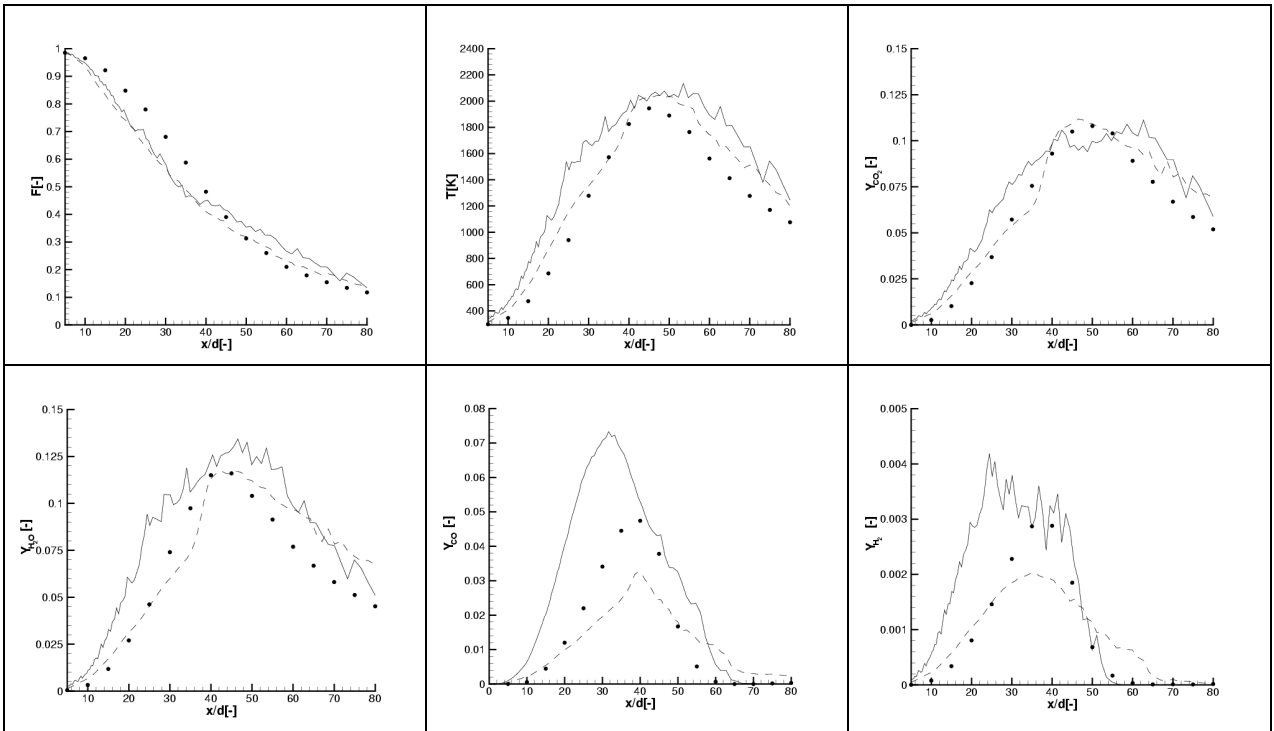 F[-]
1
0.9
0.8
0.7
0.6
0.5
0.4
0.3
0.2
0.1
0
10 20 30 40 50 60 70 80
x/d[-]
T[K]
2400
2200
2000
1800
1600
1400
1200
1000
800
600
400
10 20 30 40 50 60 70 80
x/d[-]
Y_CO₂ [-]
0.15
0.125
0.1
0.075
0.05
0.025
0
10 20 30 40 50 60 70 80
x/d[-]
Y_H₂O [-]
0.15
0.125
0.1
0.075
0.05
0.025
0
10 20 30 40 50 60 70 80
x/d[-]
Y_CO [-]
0.08
0.07
0.06
0.05
0.04
0.03
0.02
0.01
0
0 10 20 30 40 50 60 70 80
x/d[-]
Y_H₂ [-]
0.005
0.004
0.003
0.002
0.001
0
10 20 30 40 50 60 70 80
x/d[-]